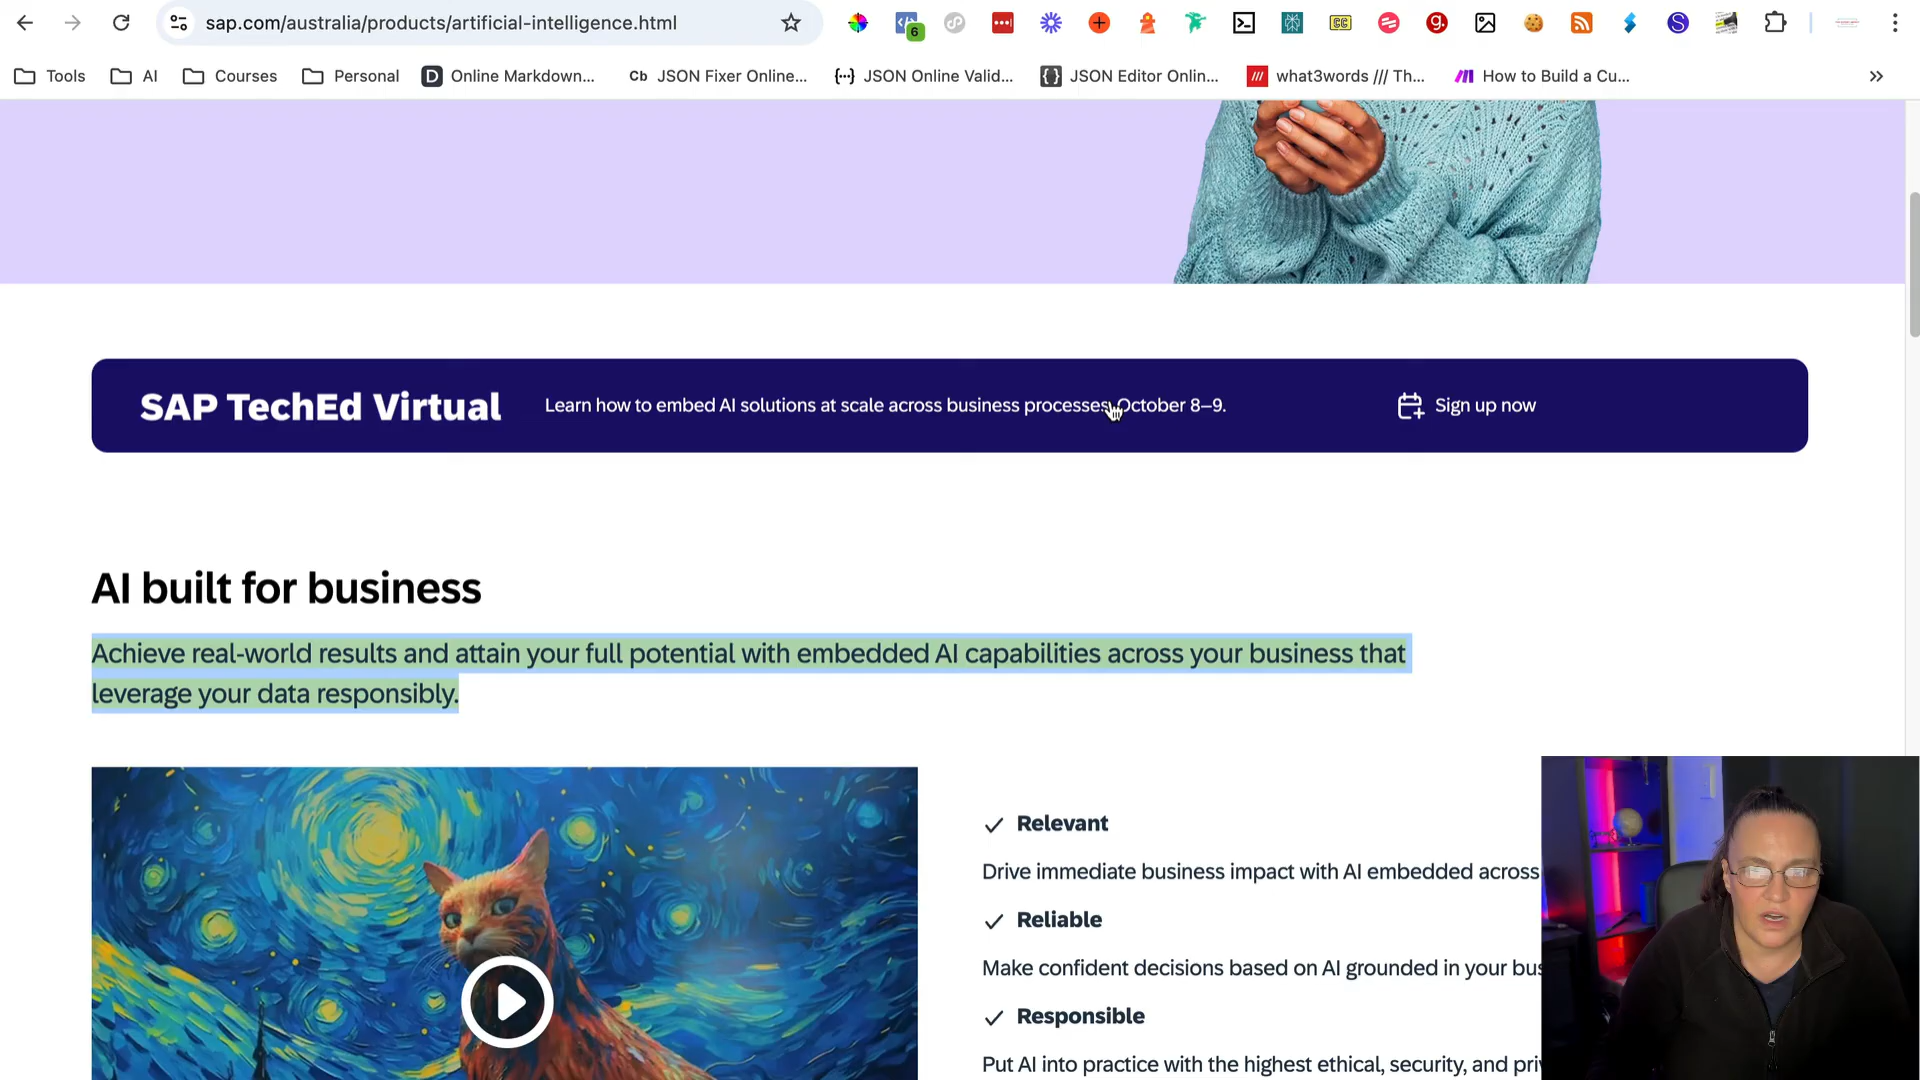 sap.com/australia/products/artificial-intelligence.html
6
CC
g.
Tools
AI
Courses
Personal
D
Online Markdown...
Cb
JSON Fixer Online...
JSON Online Valid...
JSON Editor Onlin...
what3words /// Th...
How to Build a Cu...
SAP TechEd Virtual
Learn how to embed AI solutions at scale across business processes, October 8–9.
Sign up now
AI built for business
Achieve real-world results and attain your full potential with embedded AI capabilities across your business that
leverage your data responsibly.
Relevant
Drive immediate business impact with AI embedded across
Reliable
Make confident decisions based on AI grounded in your bus
Responsible
Put AI into practice with the highest ethical, security, and pri